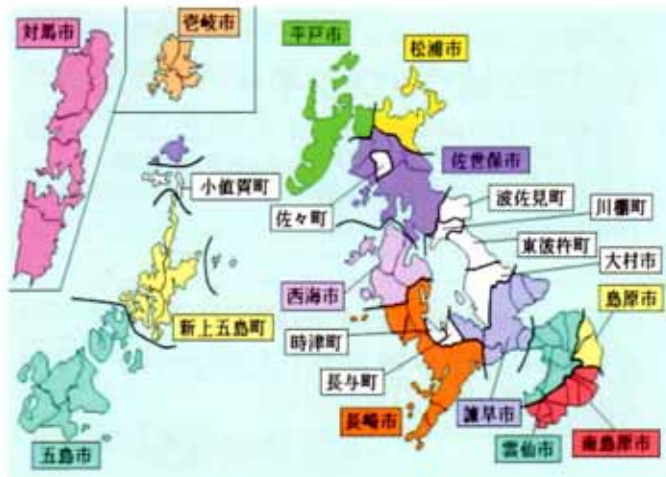 対馬市
壱岐市
平戸市
松浦市
佐世保市
小値賀町
佐々町
波佐見町
川棚町
東波杵町
大村市
西海市
島原市
新上五島町
時津町
長与町
長崎市
諫早市
雲仙市
南島原市
五島市